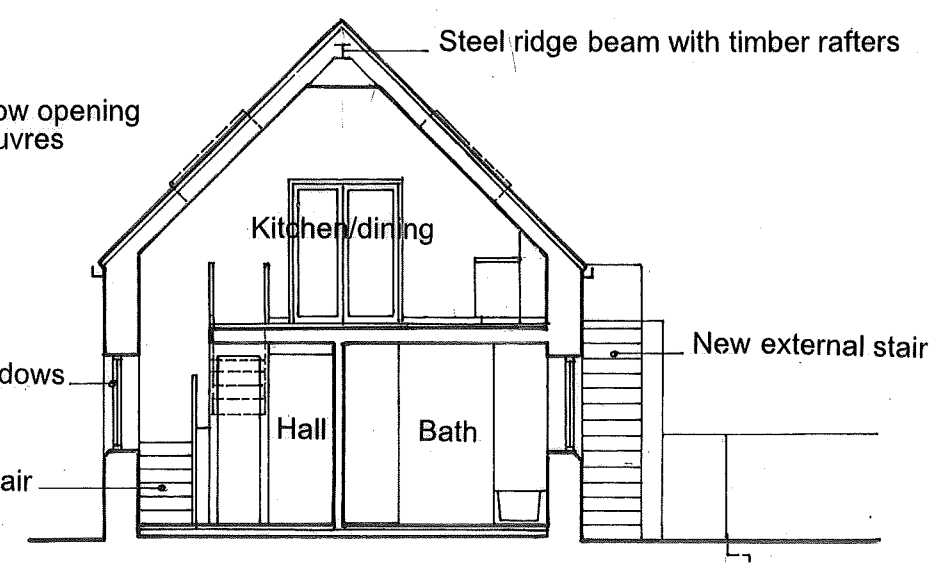 Steel ridge beam with timber rafters
ow opening
uvres
Kitchen/dining
New external stair
dows
Hall
Bath
air